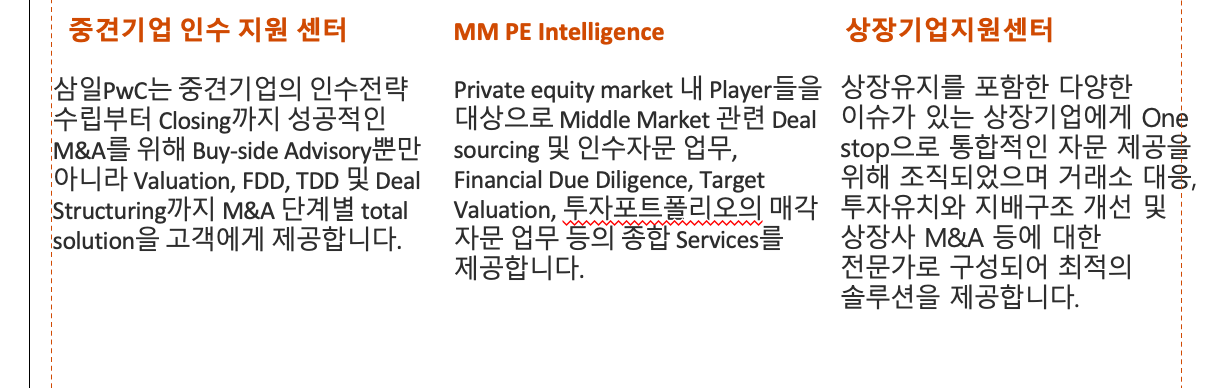 중견기업 인수 지원 센터
삼일PwC는 중견기업의 인수전략
수립부터 Closing까지 성공적인
M&A를 위해 Buy-side Advisory뿐만
아니라 Valuation, FDD, TDD 및 Deal
Structuring까지 M&A 단계별 total
solution을 고객에게 제공합니다.
MM PE Intelligence
Private equity market 내 Player들을
대상으로 Middle Market 관련 Deal
sourcing 및 인수자문 업무,
Financial Due Diligence, Target
Valuation, 투자포트폴리오의 매각
자문 업무 등의 종합 Services를
제공합니다.
상장기업지원센터
상장유지를 포함한 다양한
이슈가 있는 상장기업에게 One
stop으로 통합적인 자문 제공을
위해 조직되었으며 거래소 대응,
투자유치와 지배구조 개선 및
상장사 M&A 등에 대한
전문가로 구성되어 최적의
솔루션을 제공합니다.